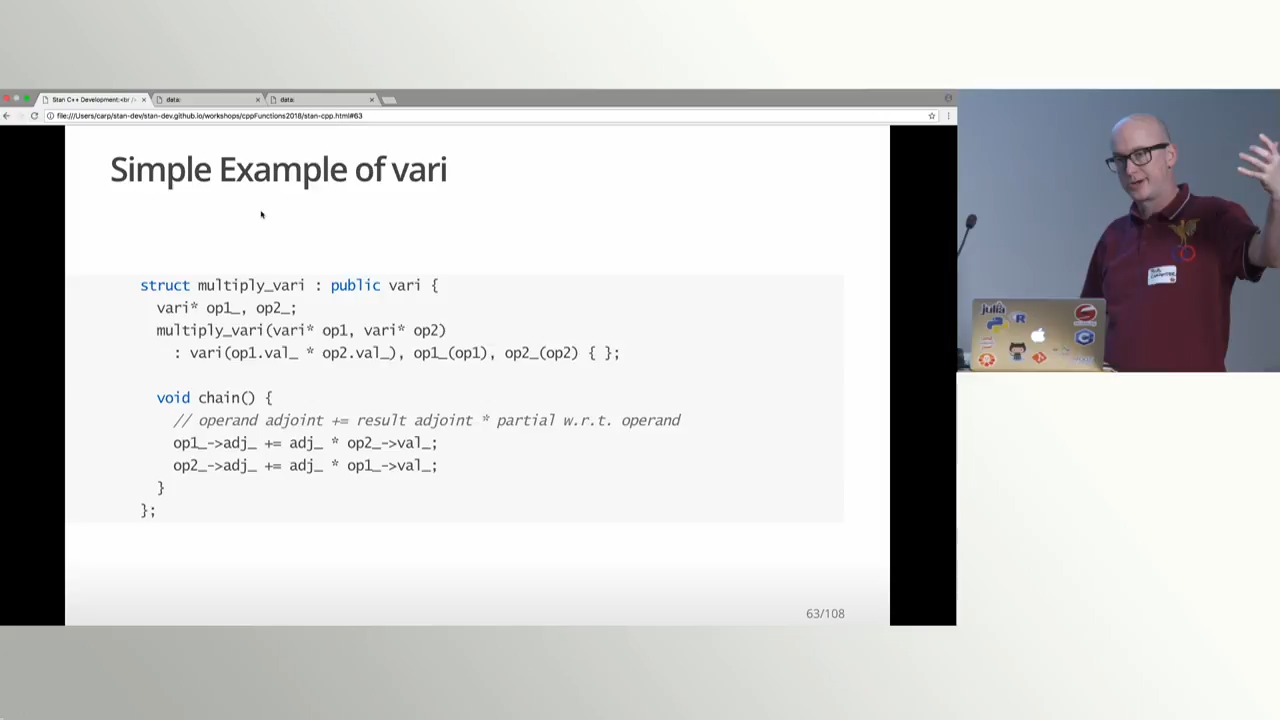 Stan C++ Development:<br />
data:
data:
file:///Users/carp/stan-dev/stan-dev.github.io/workshops/cppFunctions2018/stan-cpp.html#63
Simple Example of vari
struct multiply_vari : public vari {
vari* op1_, op2_;
multiply_vari(vari* op1, vari* op2)
: vari(op1.val_ * op2.val_), op1_(op1), op2_(op2) { };
void chain() {
// operand adjoint += result adjoint * partial w.r.t. operand
op1_->adj_ += adj_ * op2_->val_;
op2_->adj_ += adj_ * op1_->val_;
}
};
63/108
julia
R